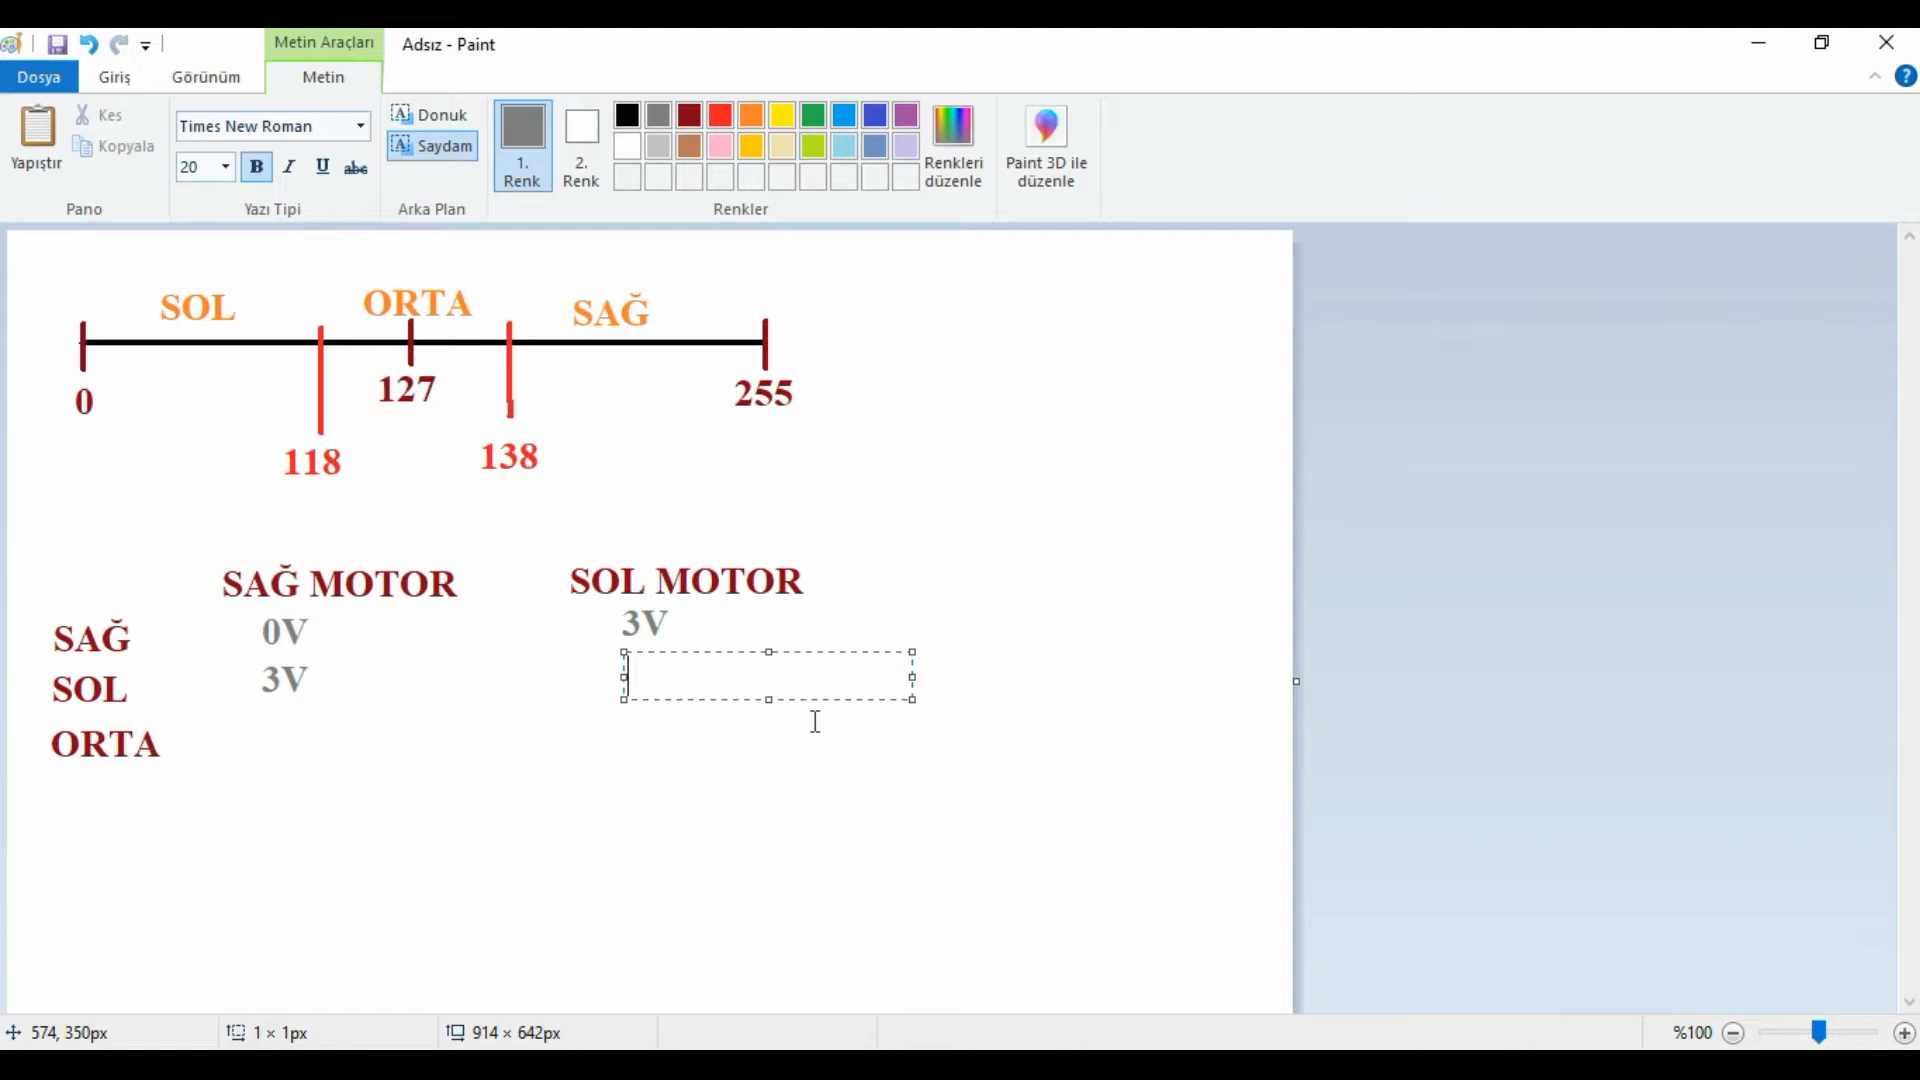 Metin Araçları
Adsız - Paint
Dosya Giriş Görünüm Metin
Yapıştır
Kes
Kopyala
Pano
Times New Roman
20 B I U abc
Yazı Tipi
Donuk
Saydam
Arka Plan
1.
Renk
2.
Renk
Renkler
Renkleri
düzenle
Paint 3D ile
düzenle
SOL ORTA SAĞ
0 127 255
118 138
SAĞ MOTOR SOL MOTOR
SAĞ 0V 3V
SOL 3V
ORTA
574, 350px 1 × 1px 914 × 642px %100